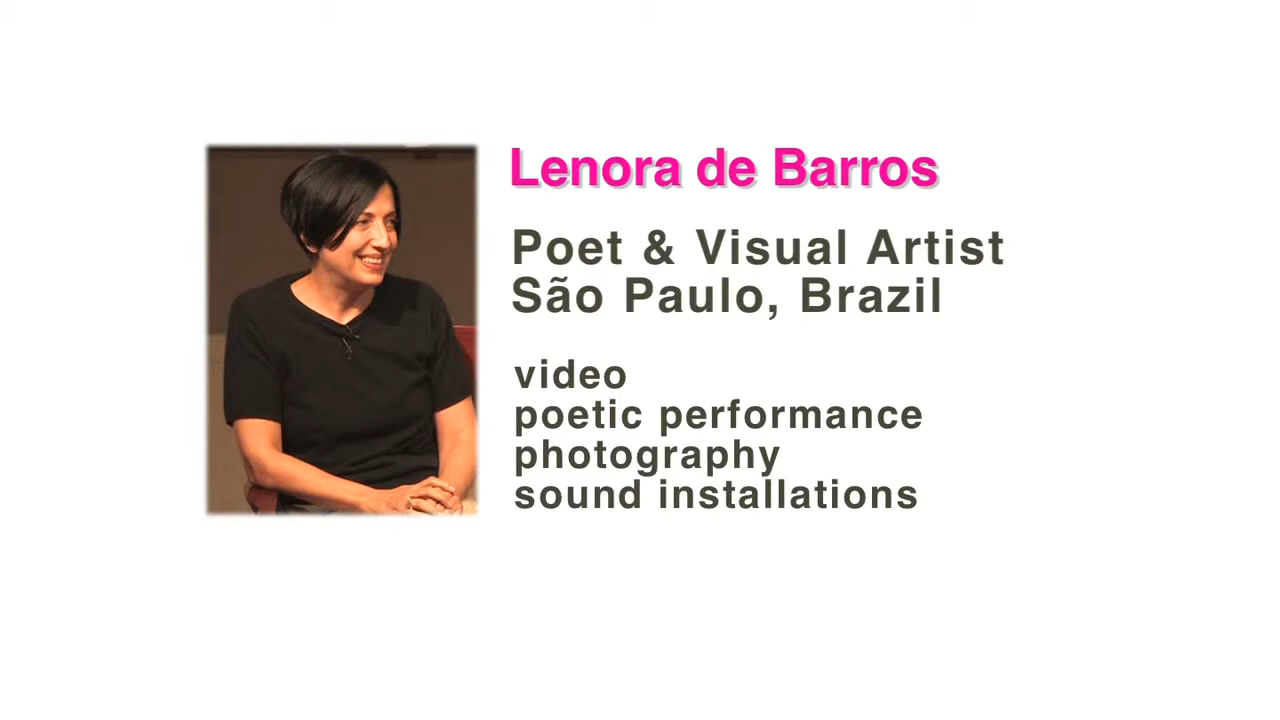 Lenora de Barros
Poet & Visual Artist
São Paulo, Brazil
video
poetic performance
photography
sound installations